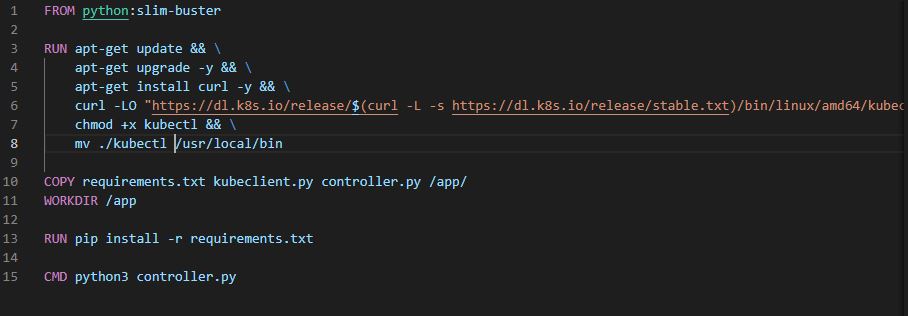 1 FROM python:slim-buster
2
3 RUN apt-get update && \
4 apt-get upgrade -y && \
5 apt-get install curl -y && \
6 curl -LO "https://dl.k8s.io/release/$(curl -L -s https://dl.k8s.io/release/stable.txt)/bin/linux/amd64/kubec
7 chmod +x kubectl && \
8 mv ./kubectl /usr/local/bin
9
10 COPY requirements.txt kubeclient.py controller.py /app/
11 WORKDIR /app
12
13 RUN pip install -r requirements.txt
14
15 CMD python3 controller.py